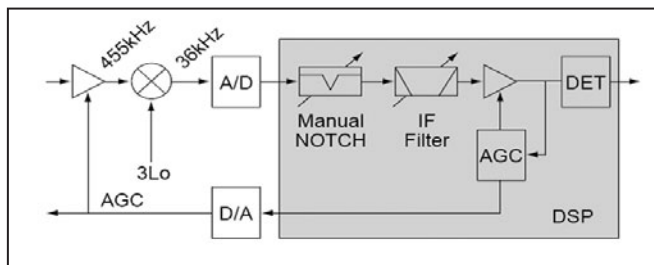 455kHz
36kHz
A/D
DET
Manual
NOTCH
IF
Filter
AGC
3Lo
AGC
D/A
DSP